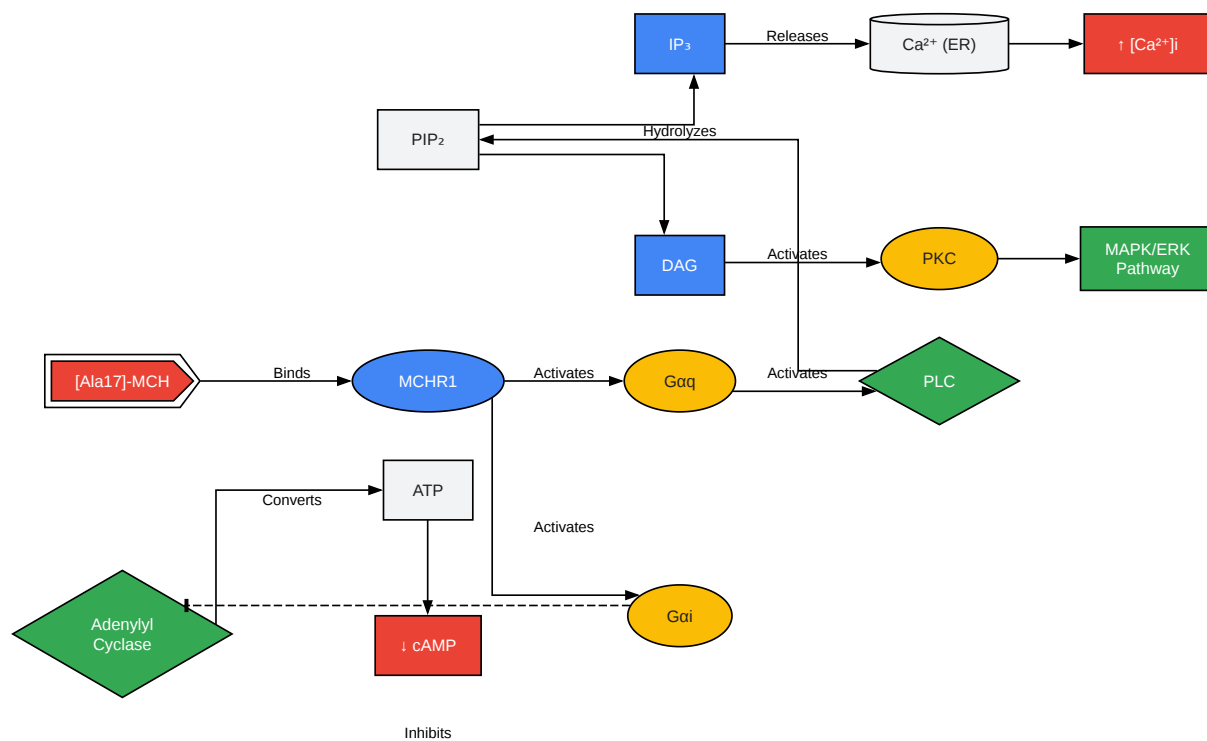 IP₃
Releases
Ca²⁺ (ER)
↑ [Ca²⁺]i
PIP₂
Hydrolyzes
DAG
Activates
PKC
MAPK/ERK
Pathway
[Ala17]-MCH
Binds
MCHR1
Activates
Gαq
Activates
PLC
ATP
Converts
Activates
Adenylyl
Cyclase
↓ cAMP
Gαi
Inhibits